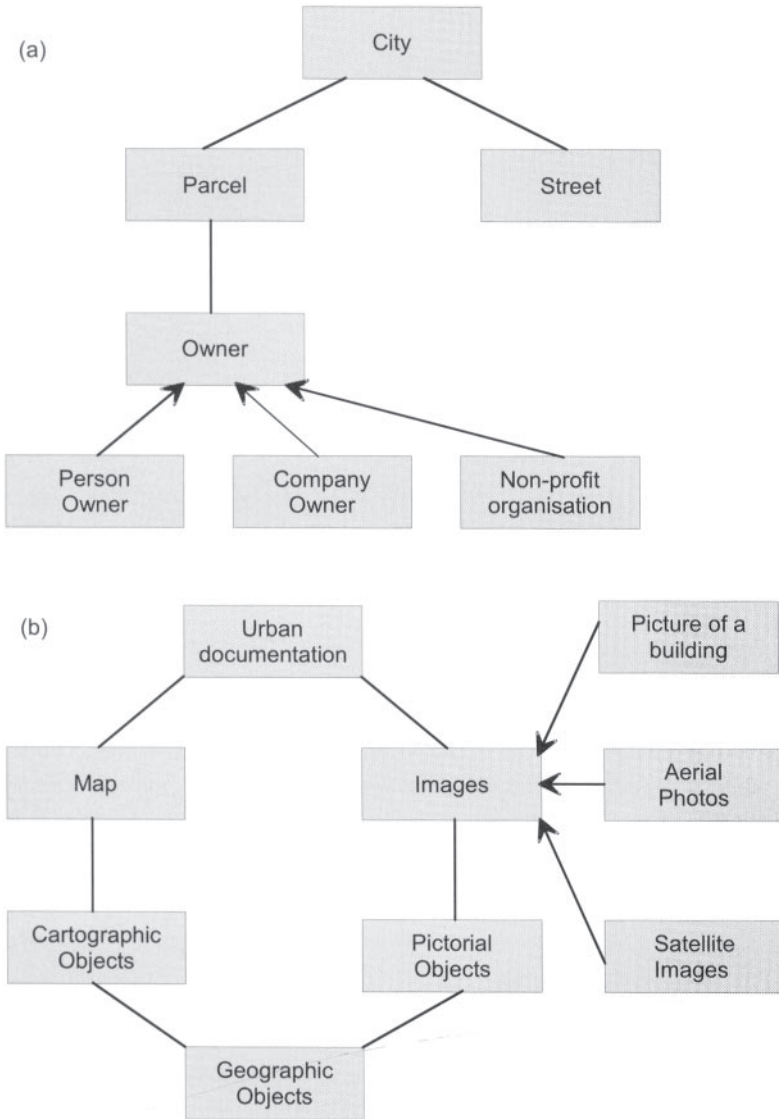 (a)
City
Parcel
Street
Owner
Person
Owner
Company
Owner
Non-profit
organisation
(b)
Urban
documentation
Picture of a
building
Map
Images
Aerial
Photos
Cartographic
Objects
Pictorial
Objects
Satellite
Images
Geographic
Objects